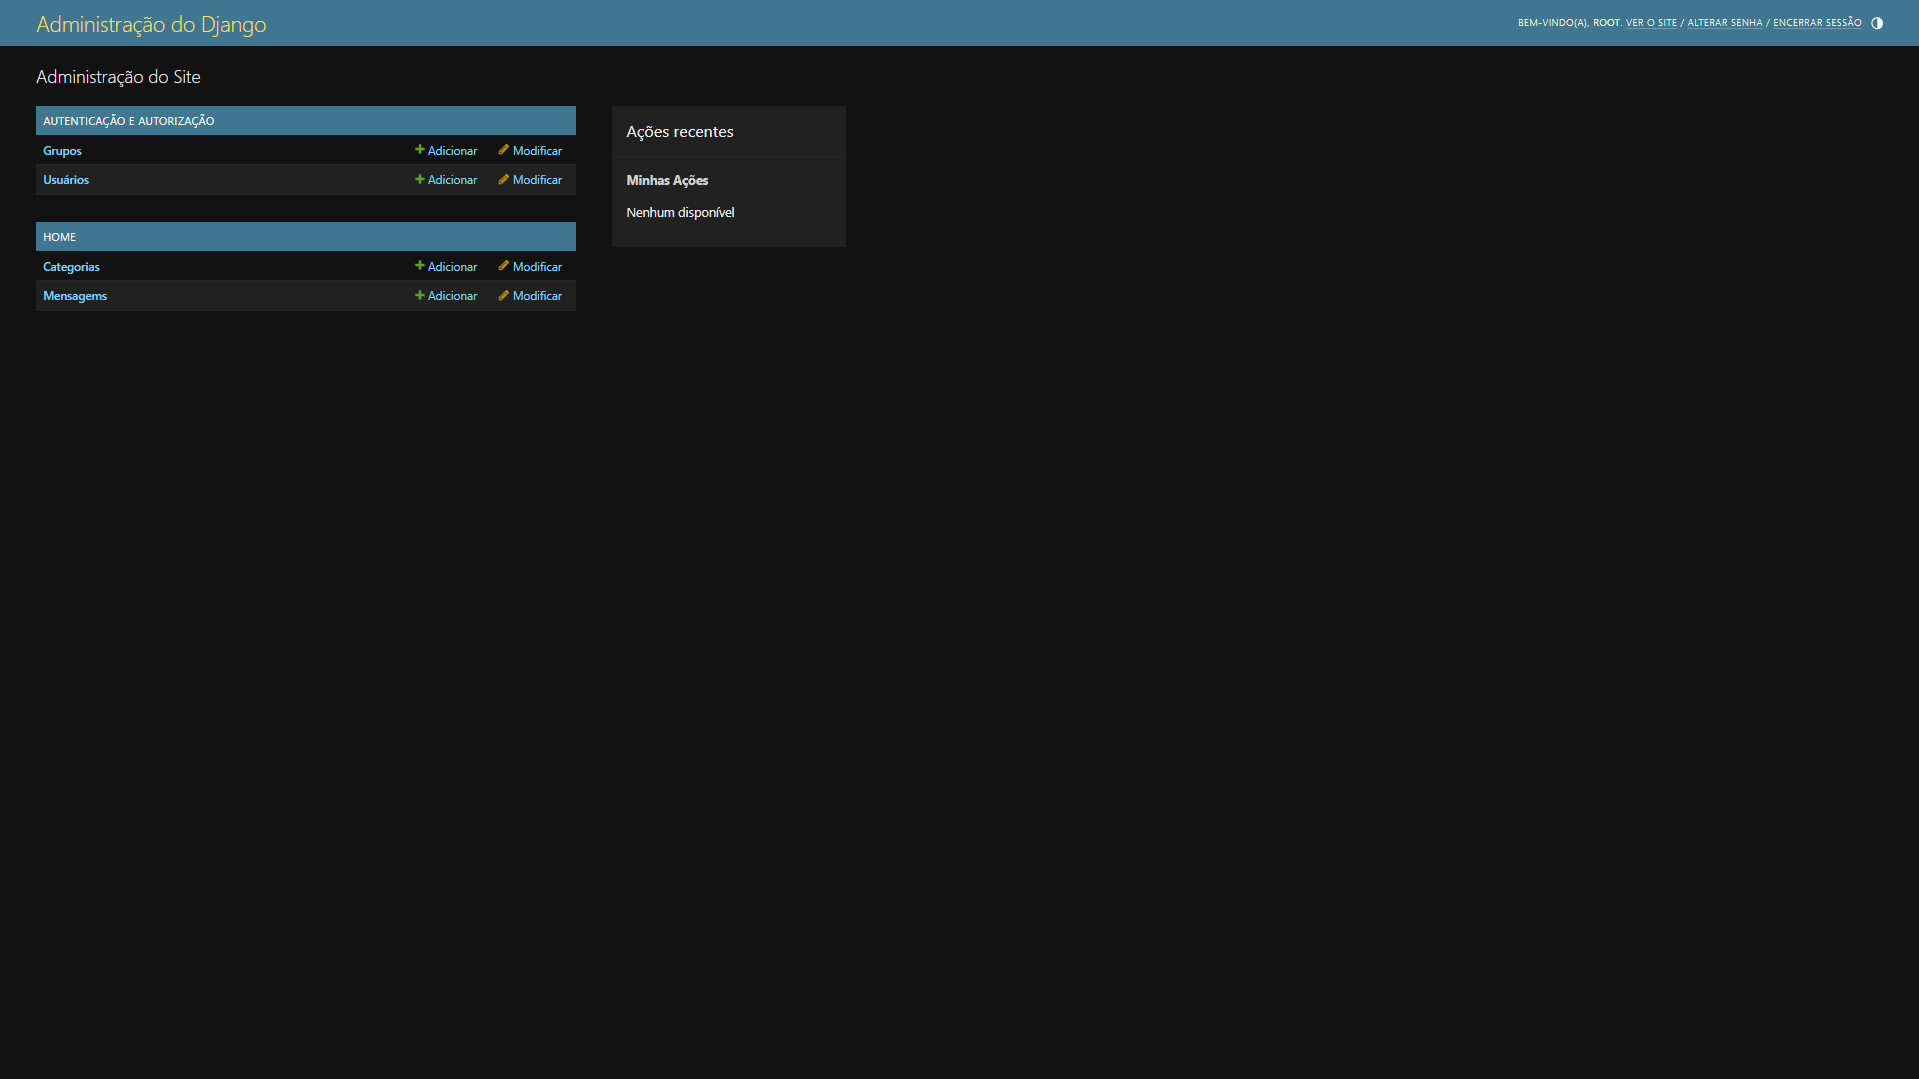 Administração do Django
BEM-VINDO(A), ROOT. VER O SITE / ALTERAR SENHA / ENCERRAR SESSÃO
Administração do Site
AUTENTICAÇÃO E AUTORIZAÇÃO
Grupos Adicionar Modificar
Usuários Adicionar Modificar
HOME
Categorias Adicionar Modificar
Mensagems Adicionar Modificar
Ações recentes
Minhas Ações
Nenhum disponível